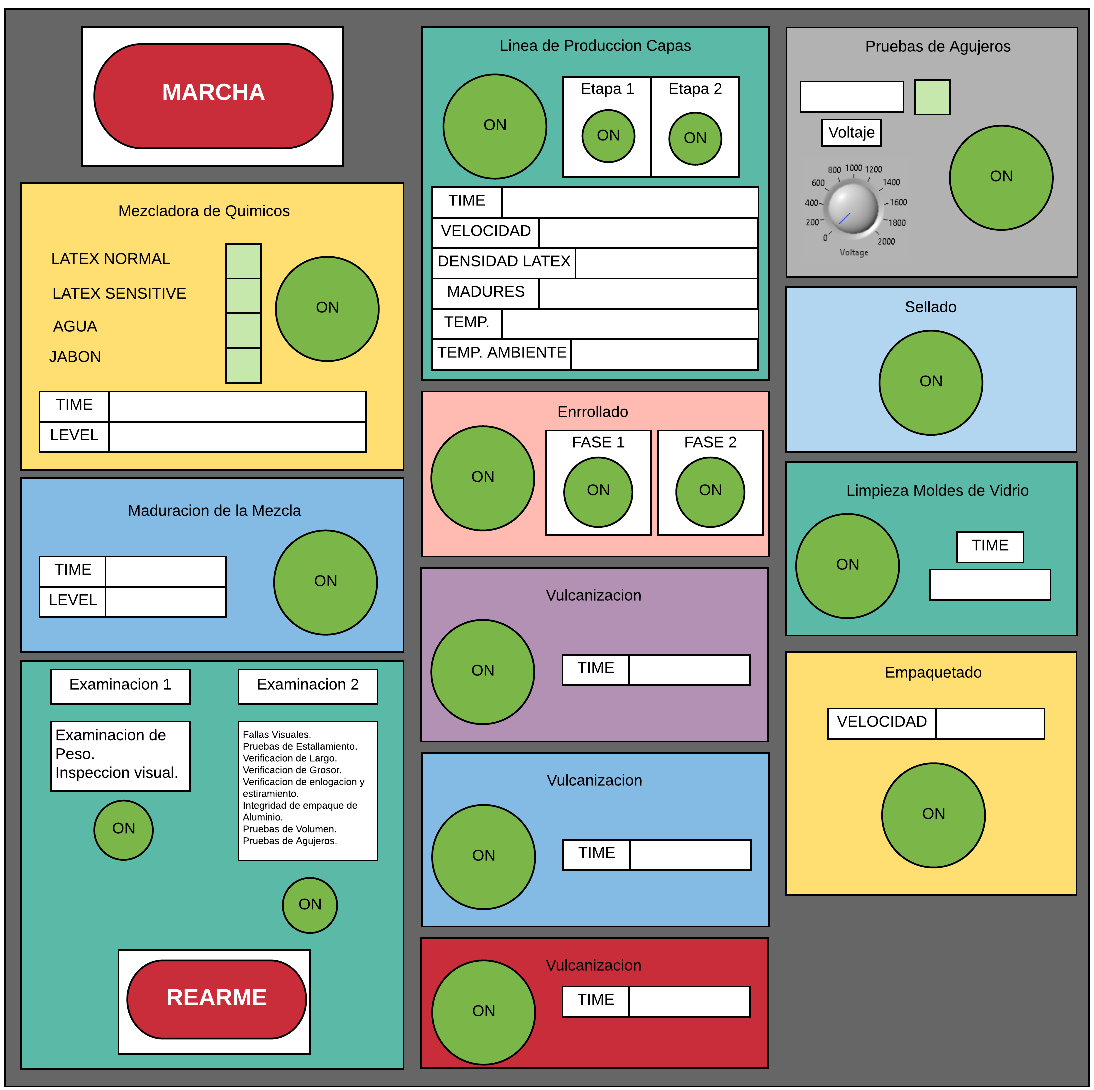 MARCHA
Mezcladora de Quimicos
LATEX NORMAL
LATEX SENSITIVE
AGUA
JABON
ON
TIME
LEVEL
Maduracion de la Mezcla
TIME
LEVEL
ON
Examinacion 1
Examinacion de
Peso.
Inspeccion visual.
ON
Examinacion 2
Fallas Visuales.
Pruebas de Estallamiento.
Verificacion de Largo.
Verificacion de Grosor.
Verificacion de enlogacion y
estiramiento.
Integridad de empaque de
Aluminio.
Pruebas de Volumen.
Pruebas de Agujeros.
ON
REARME
Linea de Produccion Capas
ON
Etapa 1
ON
Etapa 2
ON
TIME
VELOCIDAD
DENSIDAD LATEX
MADURES
TEMP.
TEMP. AMBIENTE
Enrrollado
ON
FASE 1
ON
FASE 2
ON
Vulcanizacion
ON
TIME
Vulcanizacion
ON
TIME
Vulcanizacion
ON
TIME
Pruebas de Agujeros
Voltaje
0
200
400
600
800
1000
1200
1400
1600
1800
2000
Voltage
ON
Sellado
ON
Limpieza Moldes de Vidrio
ON
TIME
Empaquetado
VELOCIDAD
ON